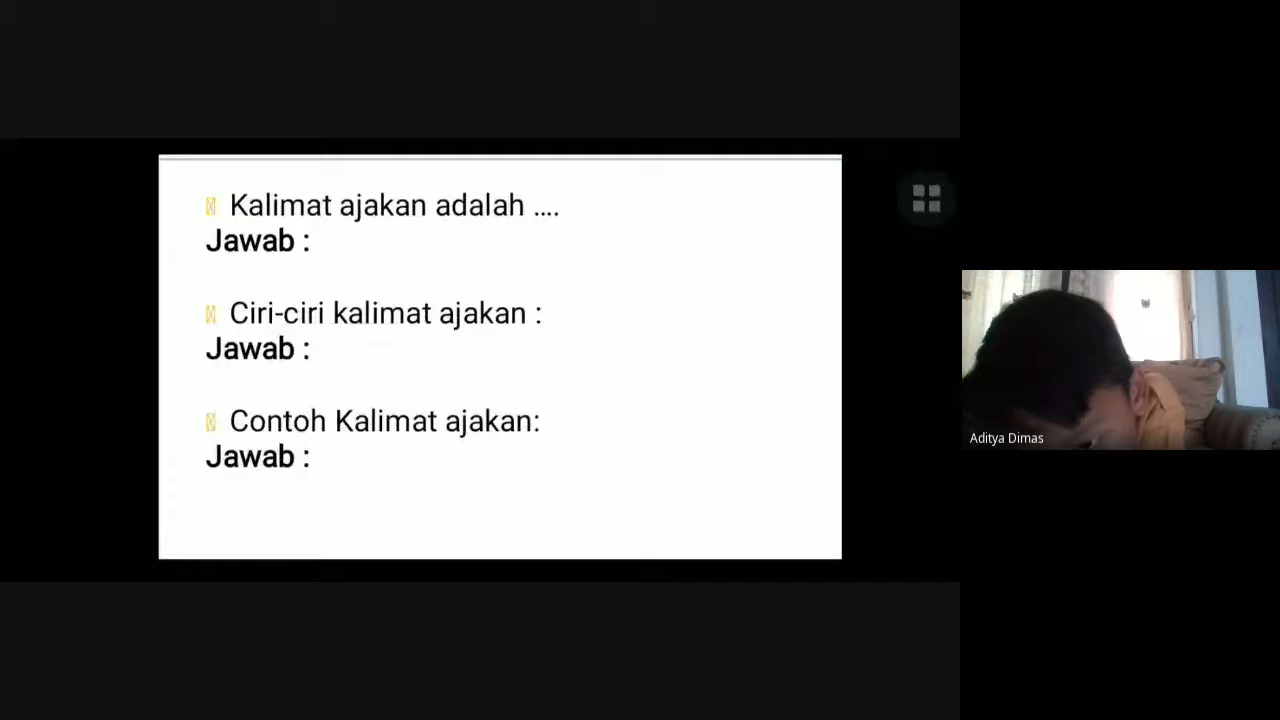 Kalimat ajakan adalah ....
Jawab :
Ciri-ciri kalimat ajakan :
Jawab :
Contoh Kalimat ajakan:
Jawab :
Aditya Dimas